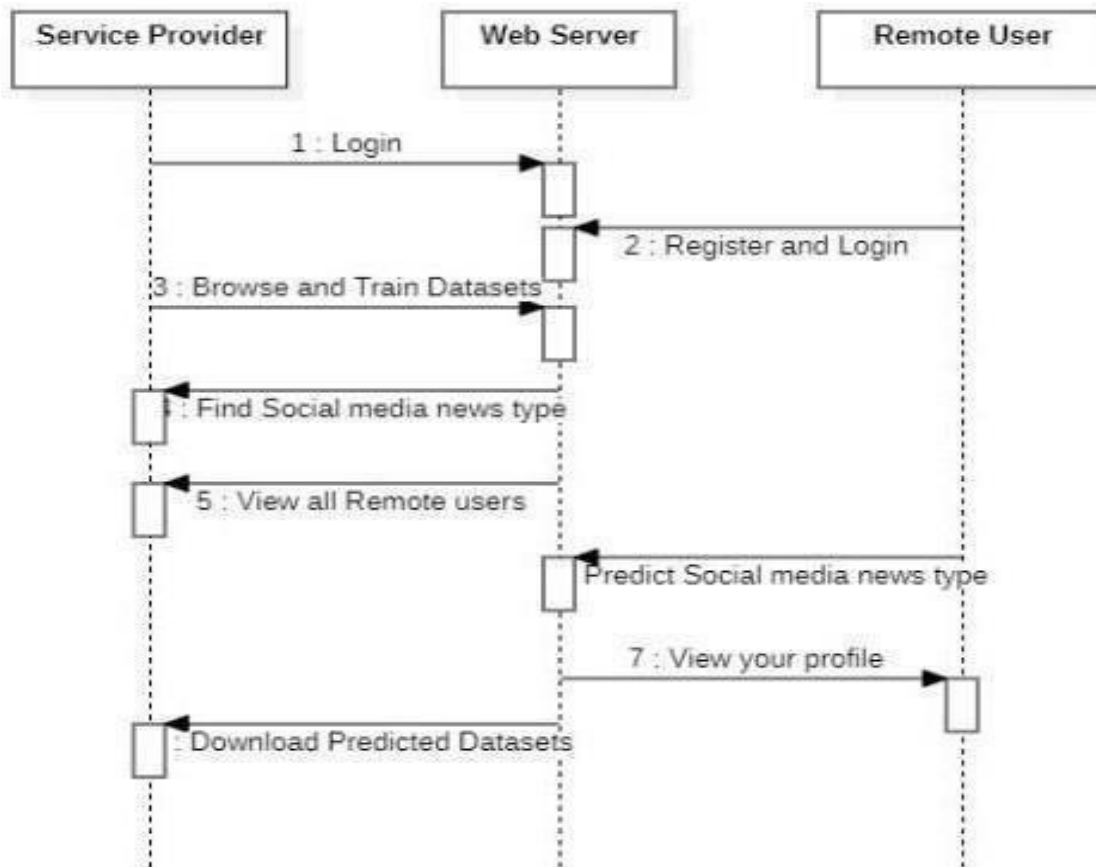 Service Provider
Web Server
Remote User
1 : Login
2 : Register and Login
3 : Browse and Train Datasets
: Find Social media news type
5 : View all Remote users
Predict Social media news type
7 : View your profile
: Download Predicted Datasets